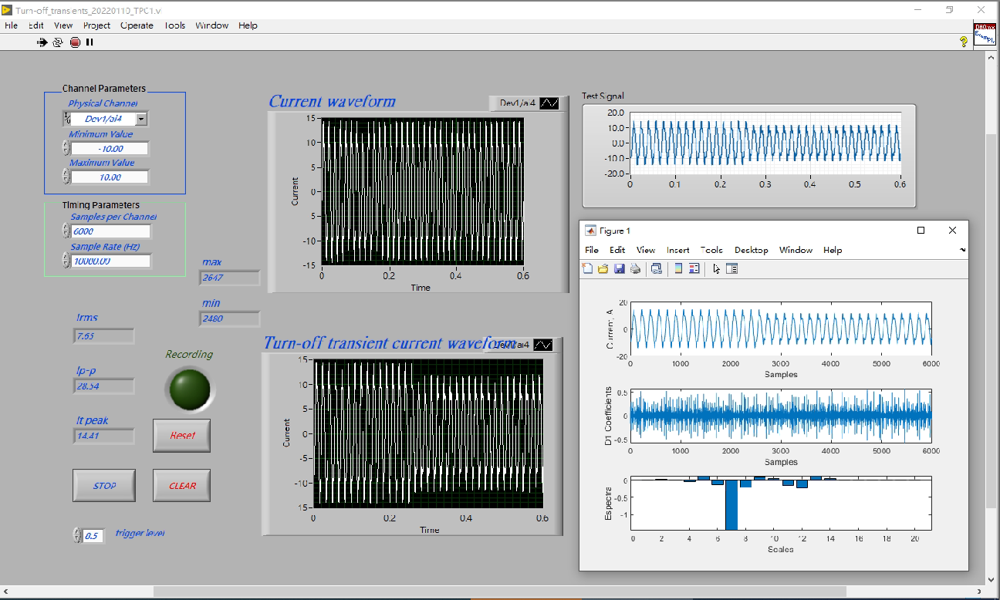 Turn-off_transients_20220110_TPC1.vi
File Edit View Project Operate Tools Window Help
Channel Parameters
Physical Channel
Dev1/ai4
Minimum Value
-10.00
Maximum Value
10.00
Timing Parameters
Samples per Channel
6000
Sample Rate (Hz)
10000.00
max
2647
min
2480
Irms
7.65
Ip-p
28.54
It peak
14.41
Recording
Reset
STOP
CLEAR
0.5
trigger level
Current waveform
Dev1/ai4
15
10
5
0
5
-10
-15
Current
0 0.2 0.4 0.6
Time
Turn-off transient current waveform
15
10
5
0
-5
-10
15
Current
0 0.2 0.4 0.6
Time
Test Signal
20.0
10.0
0.0
-10.0
-20.0
0 0.1 0.2 0.3 0.4 0.5 0.6
Figure 1
File Edit View Insert Tools Desktop Window Help
20
0
-20
Current, A
0 1000 2000 3000 4000 5000 6000
Samples
0.5
0
-0.5
D1 Coefficients
0 1000 2000 3000 4000 5000 6000
Samples
0
-0.5
-1
Espectra
0 2 4 6 8 10 12 14 16 18 20
Scales